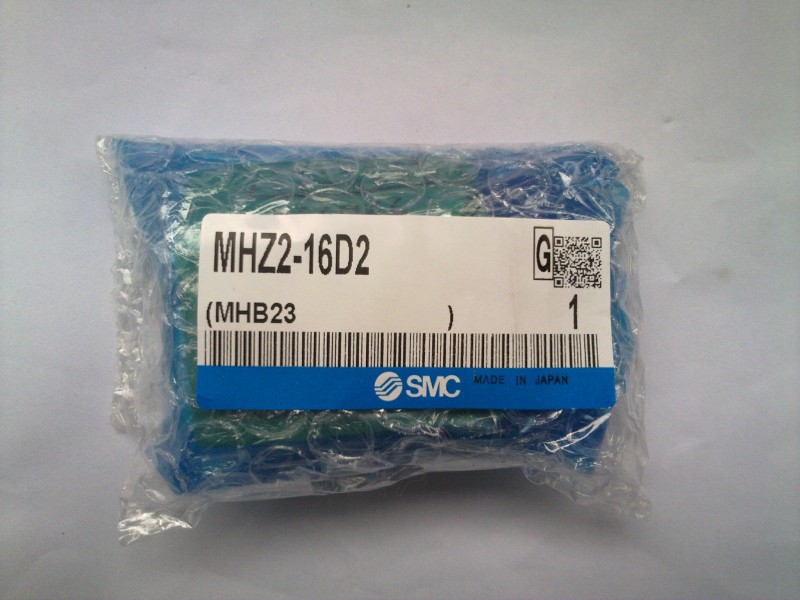 MHZ2-16D2
G
(MHB23 )
1
SMC MADE IN JAPAN